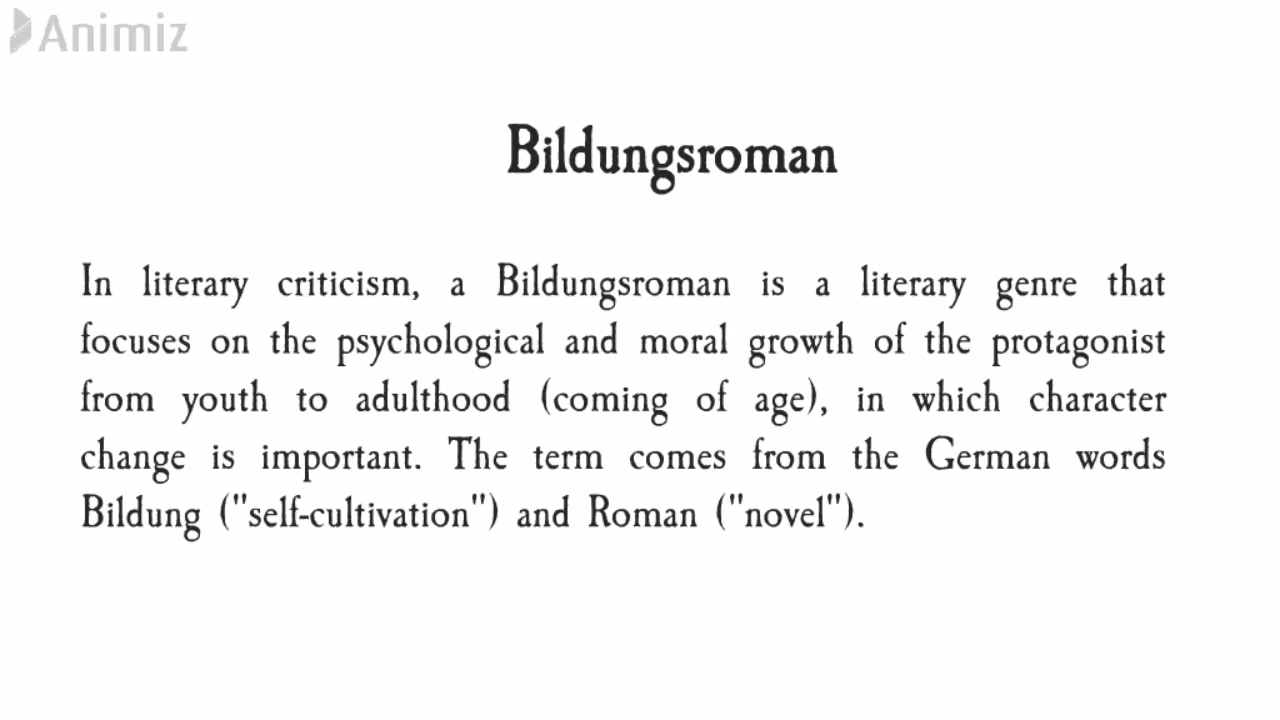 Animiz
Bildungsroman
In literary criticism, a Bildungsroman is a literary genre that
focuses on the psychological and moral growth of the protagonist
from youth to adulthood (coming of age), in which character
change is important. The term comes from the German words
Bildung ("self-cultivation") and Roman ("novel").